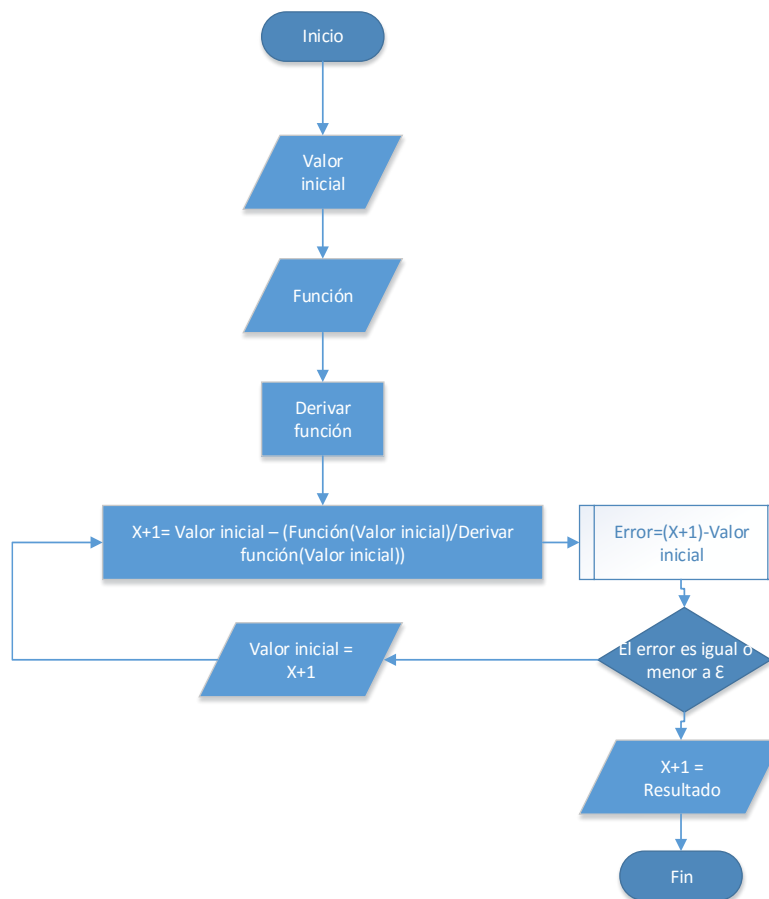 Inicio
Valor
inicial
Función
Derivar
función
X+1= Valor inicial – (Función(Valor inicial)/Derivar
función(Valor inicial))
Error=(X+1)-Valor
inicial
El error es igual o
menor a Ɛ
Valor inicial =
X+1
X+1 =
Resultado
Fin